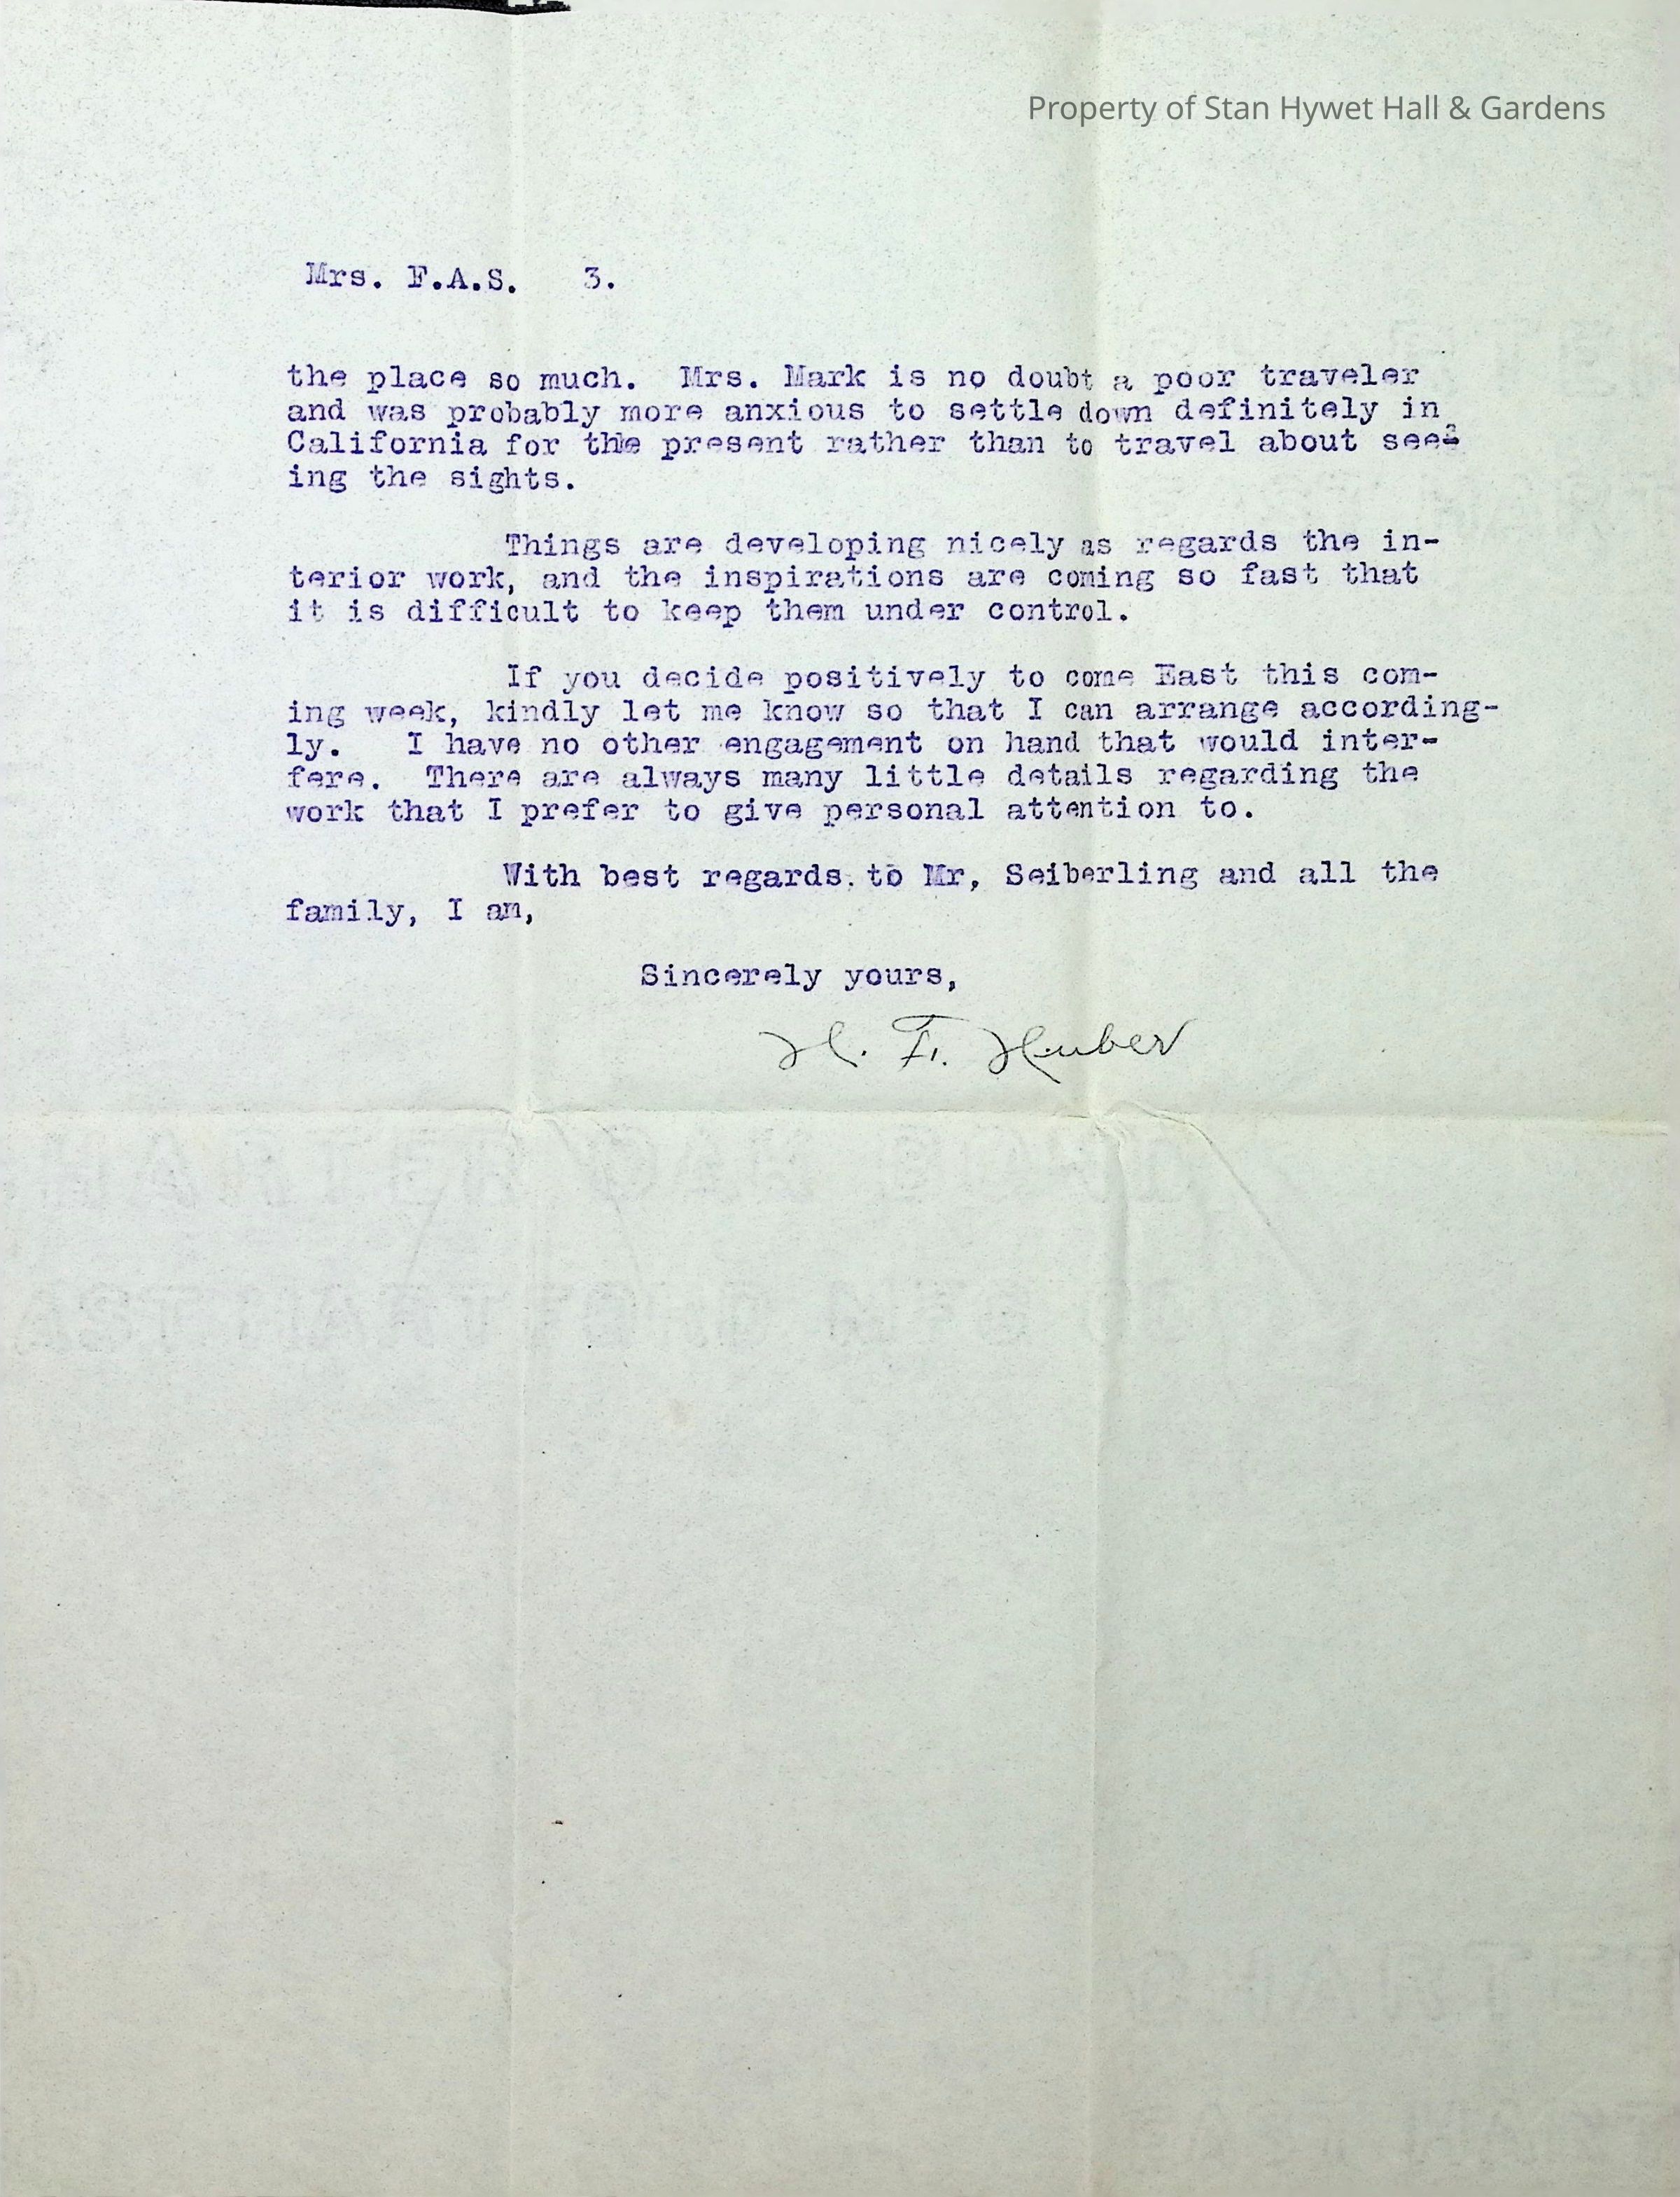 Property of Stan Hywet Hall & Gardens
Mrs. F.A.S. 3.
the place so much. Mrs. Mark is no doubt a poor traveler
and was probably more anxious to settle down definitely in
California for the present rather than to travel about see-
ing the sights.
Things are developing nicely as regards the in-
terior work, and the inspirations are coming so fast that
it is difficult to keep them under control.
If you decide positively to come East this com-
ing week, kindly let me know so that I can arrange according-
ly. I have no other engagement on hand that would inter-
fere. There are always many little details regarding the
work that I prefer to give personal attention to.
With best regards. to Mr, Seiberling and all the
family, I am,
Sincerely yours,
H. F. Huber